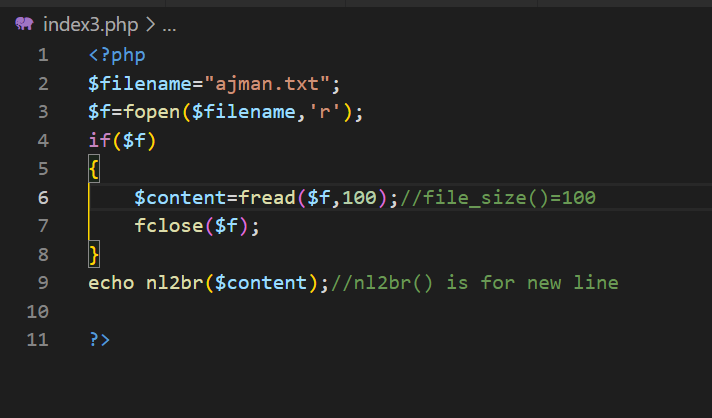 index3.php > ...
1 <?php
2 $filename="ajman.txt";
3 $f=fopen($filename,'r');
4 if($f)
5 {
6     $content=fread($f,100);//file_size()=100
7     fclose($f);
8 }
9 echo nl2br($content);//nl2br() is for new line
10
11 ?>